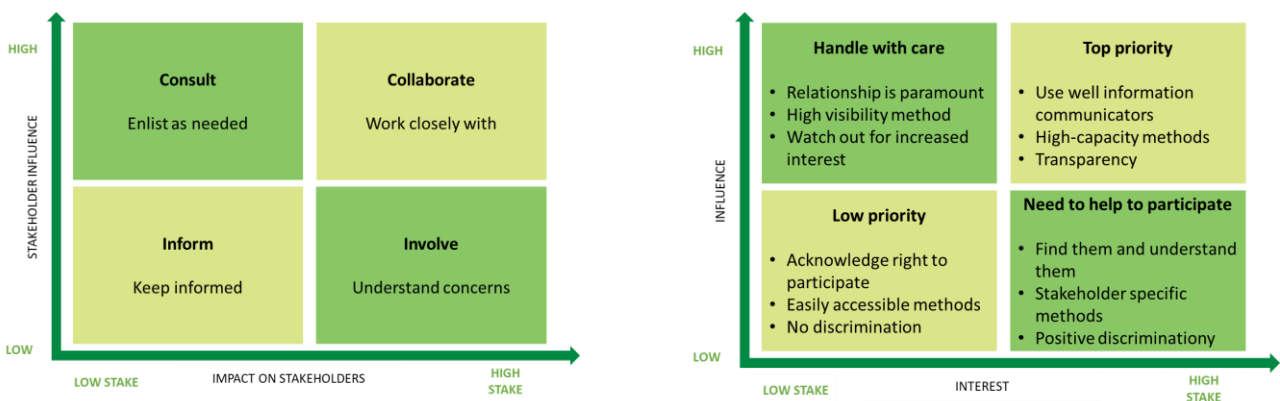 HIGH
STAKEHOLDER INFLUENCE
LOW
Consult
Enlist as needed
Collaborate
Work closely with
Inform
Keep informed
Involve
Understand concerns
LOW STAKE
IMPACT ON STAKEHOLDERS
HIGH
STAKE
HIGH
INFLUENCE
LOW
Handle with care
• Relationship is paramount
• High visibility method
• Watch out for increased
interest
Top priority
• Use well information
communicators
• High-capacity methods
• Transparency
Low priority
• Acknowledge right to
participate
• Easily accessible methods
• No discrimination
Need to help to participate
• Find them and understand
them
• Stakeholder specific
methods
• Positive discriminationy
LOW STAKE
INTEREST
HIGH
STAKE